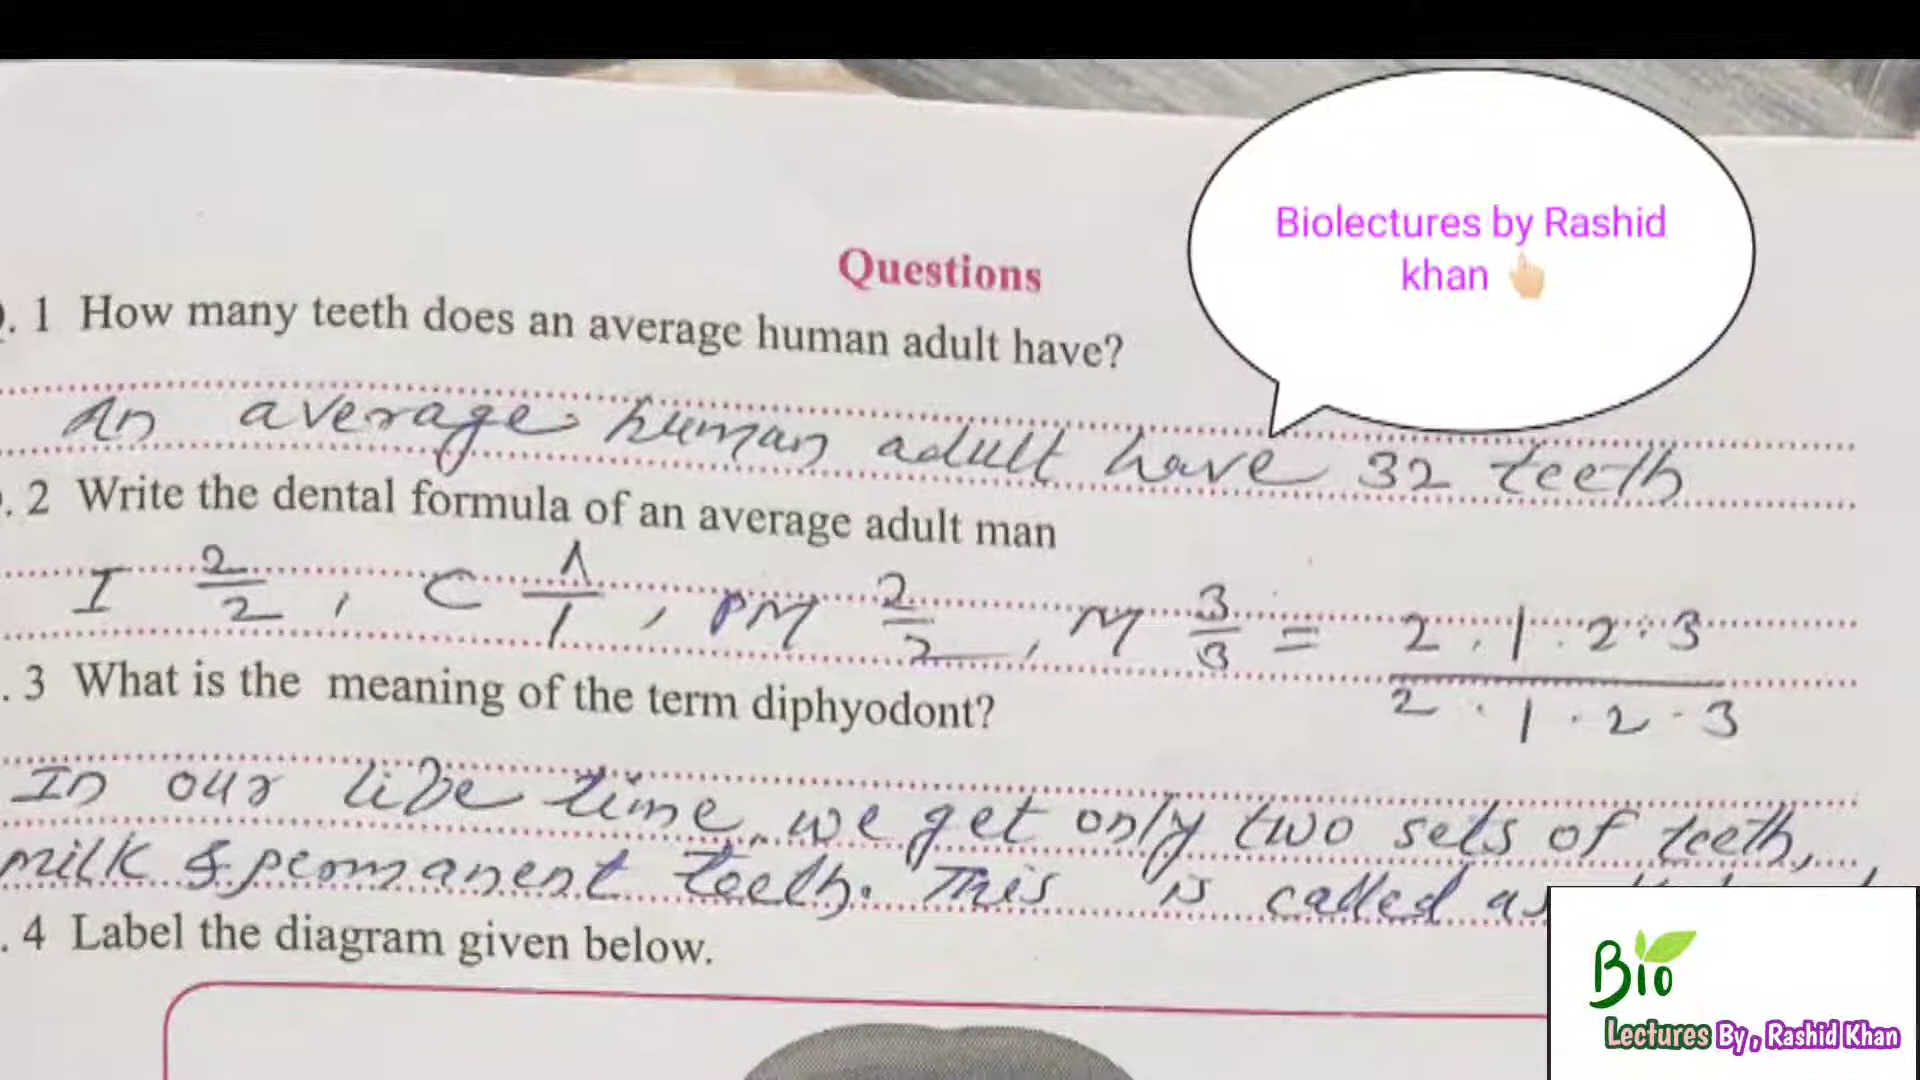 Biolectures by Rashid
khan 👆🏻
Questions
. 1 How many teeth does an average human adult have?
An average human adult have 32 teeth
. 2 Write the dental formula of an average adult man
I 2/2, C 1/1, PM 2/2, M 3/3 = 2.1.2.3/2.1.2.3
. 3 What is the meaning of the term diphyodont?
In our life time we get only two sets of teeth,
milk & permanent teeth. This is called as
. 4 Label the diagram given below.
Bio
Lectures By, Rashid Khan